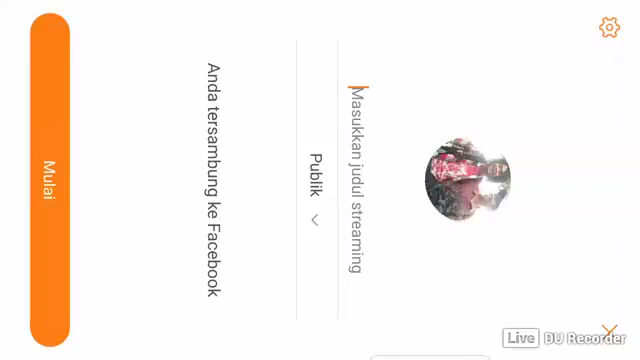 Masukkan judul streaming
Publik
Anda tersambung ke Facebook
Mulai
Live DU Recorder